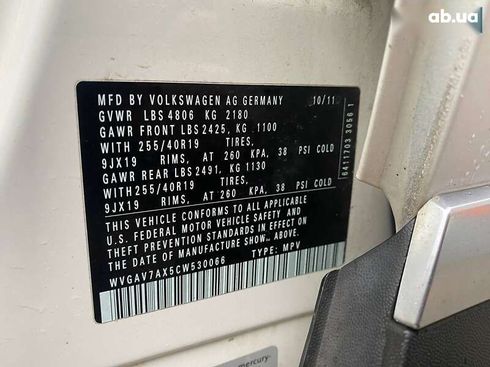 ab.ua
MFD BY VOLKSWAGEN AG GERMANY 10/11
GVWR LBS 4806 KG 2180
GAWR FRONT LBS 2425, KG 1100
WITH 255/40R19 TIRES,
9JX19 RIMS, AT 260 KPA, 38 PSI COLD
GAWR REAR LBS 2491, KG 1130
WITH 255/40R19 TIRES,
9JX19 RIMS, AT 260 KPA, 38 PSI COLD
THIS VEHICLE CONFORMS TO ALL APPLICABLE
U.S. FEDERAL MOTOR VEHICLE SAFETY AND
THEFT PREVENTION STANDARDS IN EFFECT ON
THE DATE OF MANUFACTURE SHOWN ABOVE.
WVGAV7AX5CW530066 TYPE: MPV
6411703 3056 1
mercury-